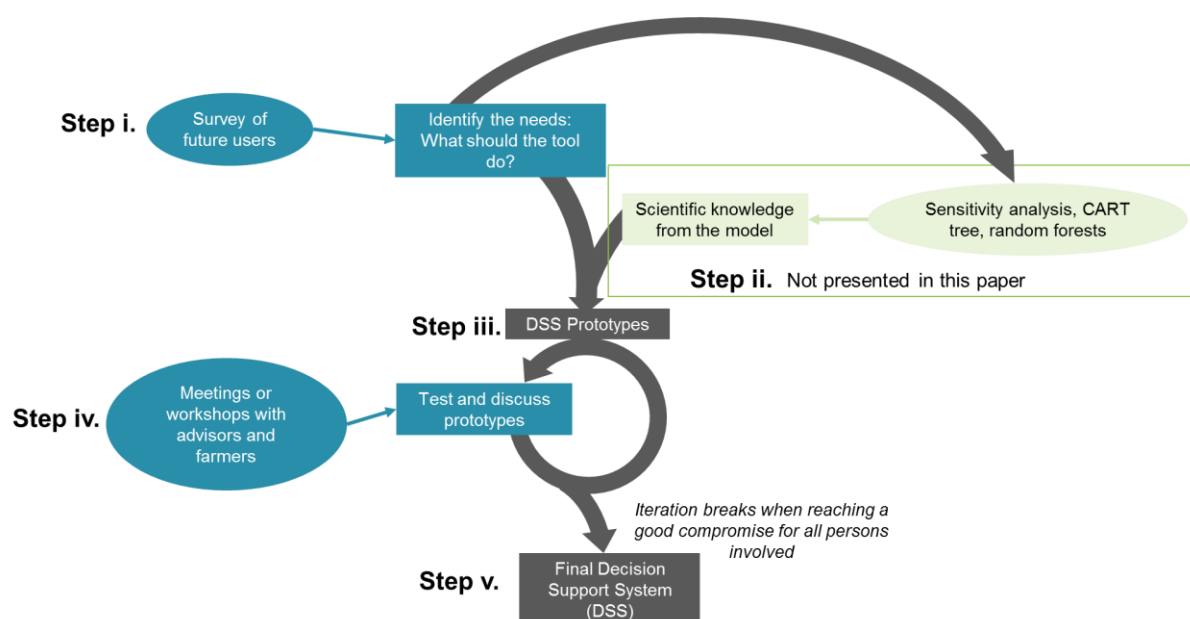 Step i.
Survey of
future users
Identify the needs:
What should the tool
do?
Scientific knowledge
from the model
Sensitivity analysis, CART
tree, random forests
Step ii. Not presented in this paper
Step iii.
DSS Prototypes
Step iv.
Meetings or
workshops with
advisors and
farmers
Test and discuss
prototypes
Iteration breaks when reaching a
good compromise for all persons
involved
Step v.
Final Decision
Support System
(DSS)